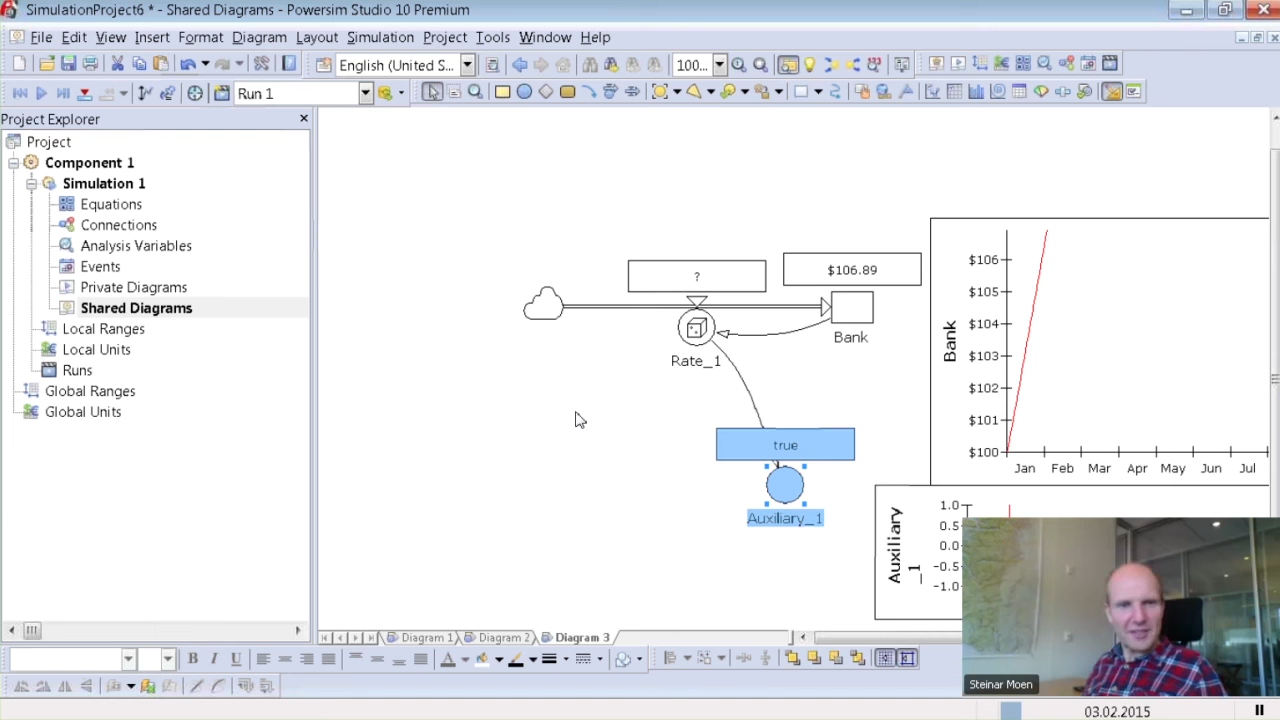 SimulationProject6 * - Shared Diagrams - Powersim Studio 10 Premium
File Edit View Insert Format Diagram Layout Simulation Project Tools Window Help
English (United S...
100...
Run 1
Project Explorer
Project
Component 1
Simulation 1
Equations
Connections
Analysis Variables
Events
Private Diagrams
Shared Diagrams
Local Ranges
Local Units
Runs
Global Ranges
Global Units
?
$106.89
Rate_1
Bank
true
Auxiliary_1
Bank
$106
$105
$104
$103
$102
$101
$100
Jan Feb Mar Apr May Jun Jul
Auxiliary
_1
1.0
0.5
0.0
-0.5
-1.0
Diagram 1 Diagram 2 Diagram 3
B I U
A
Steinar Moen
03.02.2015